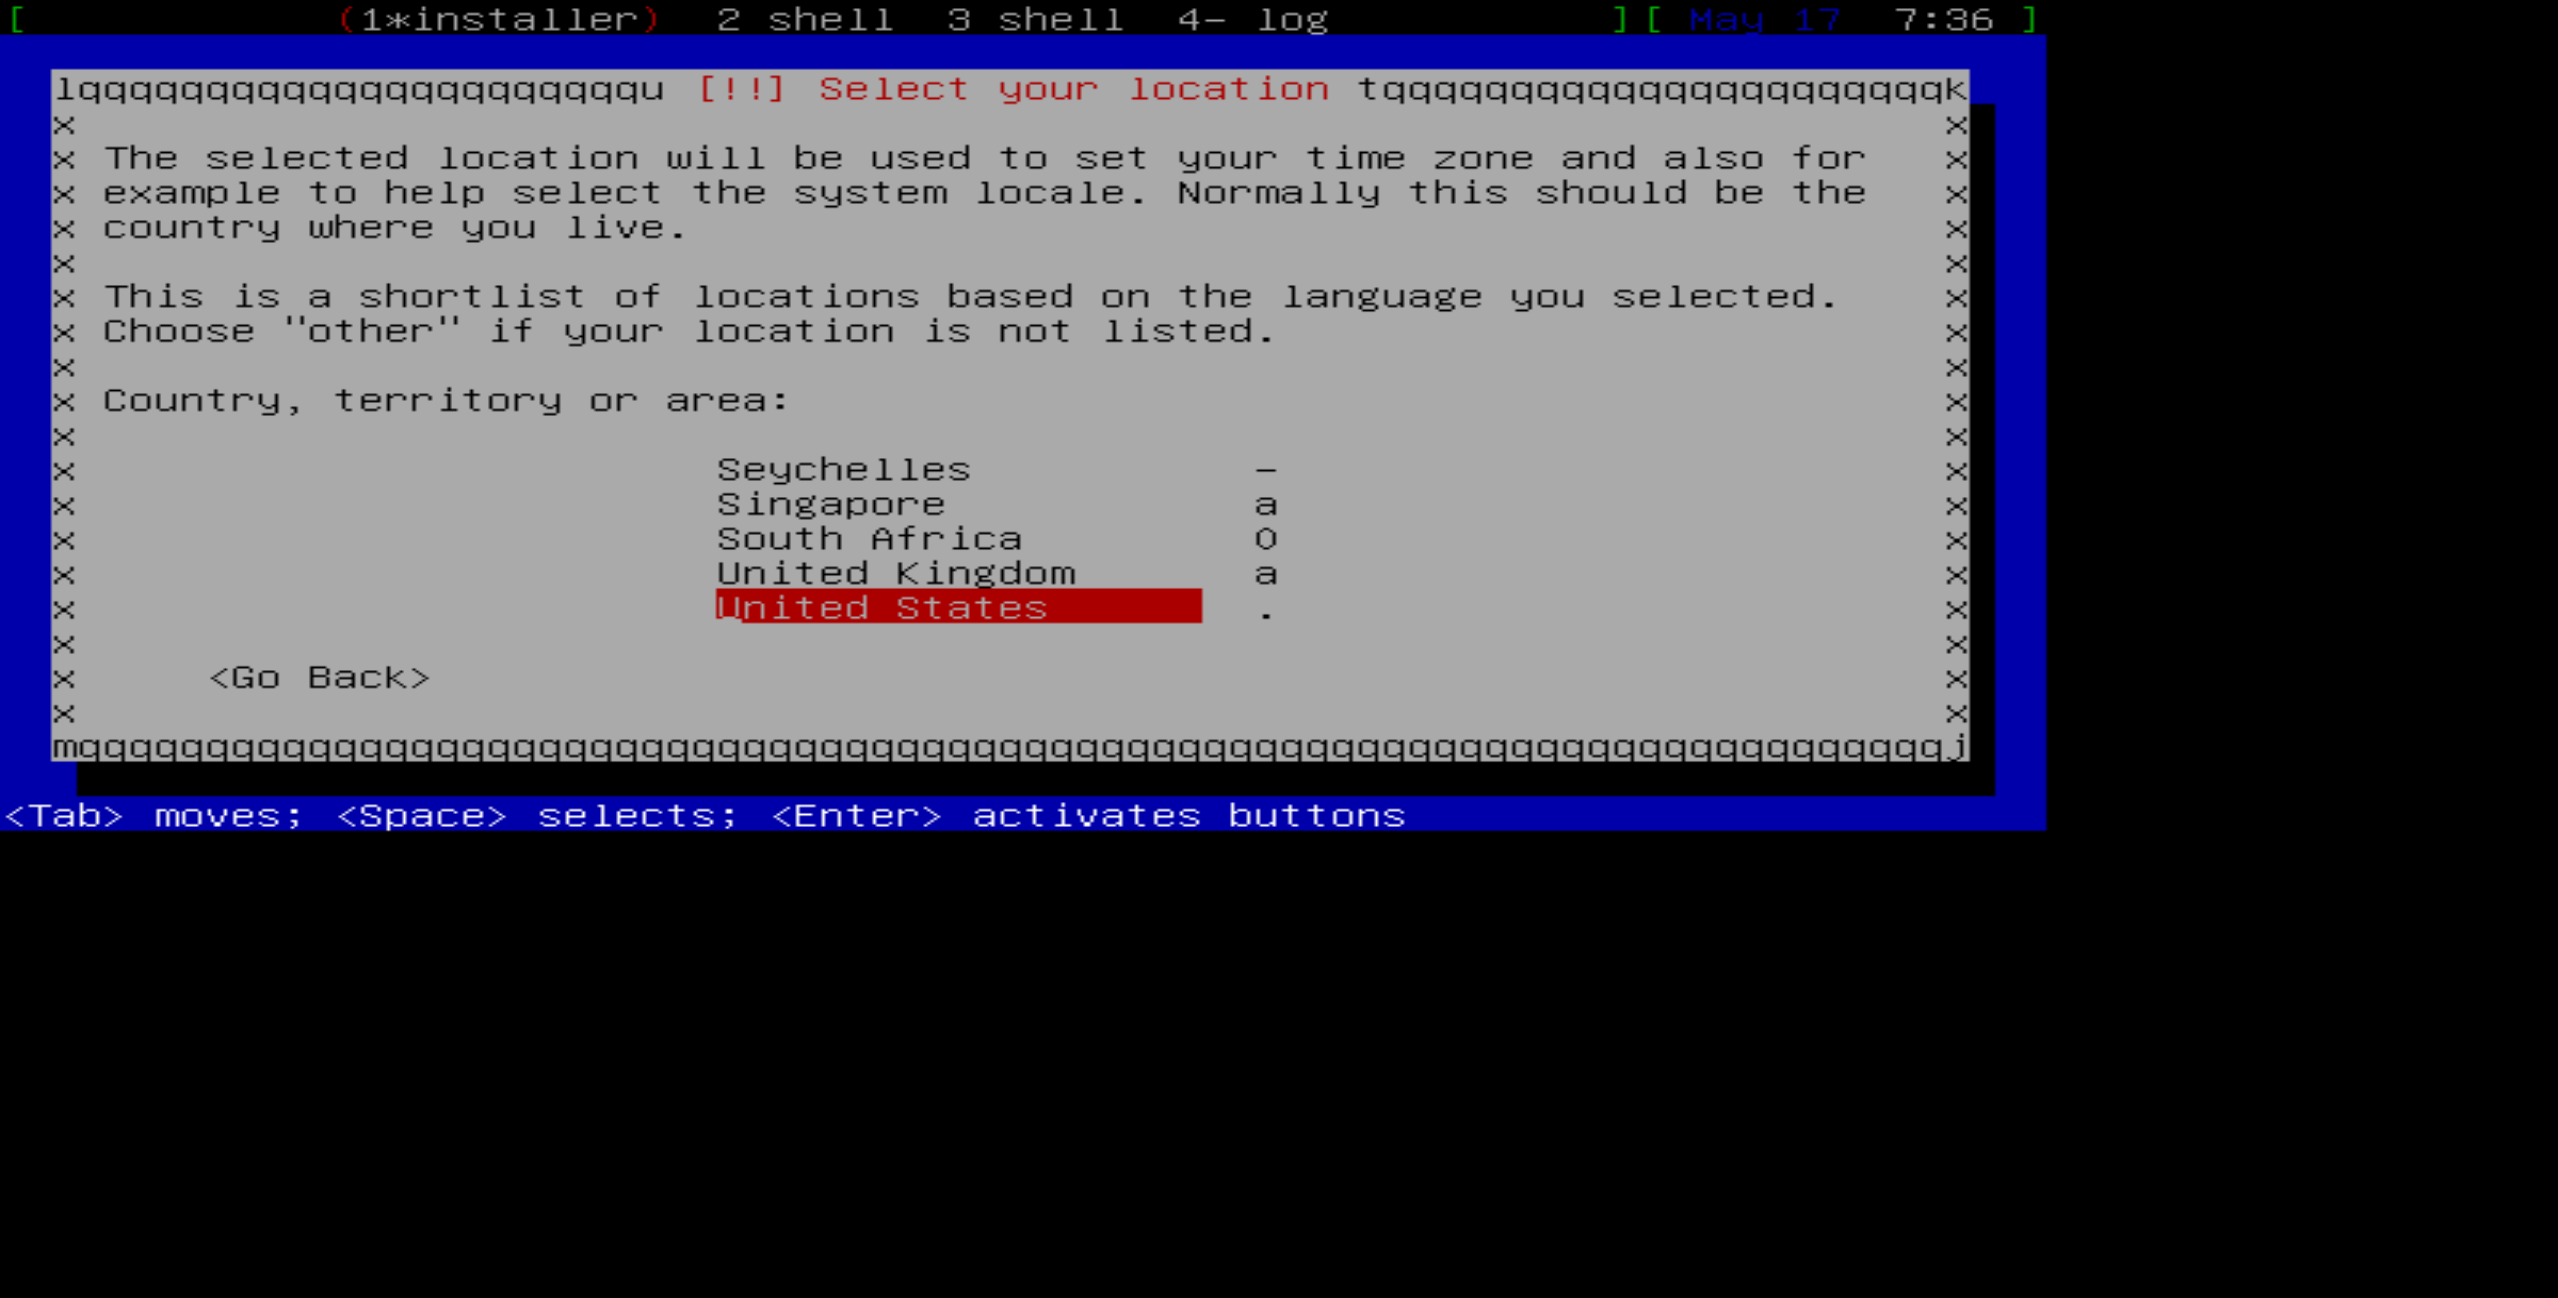 [ (1*installer) 2 shell 3 shell 4- log ][ May 17 7:36 ]
lqqqqqqqqqqqqqqqqqqqqqqqu [!!] Select your location tqqqqqqqqqqqqqqqqqqqqqqk
x x
x The selected location will be used to set your time zone and also for x
x example to help select the system locale. Normally this should be the x
x country where you live. x
x x
x This is a shortlist of locations based on the language you selected. x
x Choose "other" if your location is not listed. x
x x
x Country, territory or area: x
x x
x Seychelles - x
x Singapore a x
x South Africa 0 x
x United Kingdom a x
x United States . x
x x
x <Go Back> x
x x
mqqqqqqqqqqqqqqqqqqqqqqqqqqqqqqqqqqqqqqqqqqqqqqqqqqqqqqqqqqqqqqqqqqqqqqqqqj
<Tab> moves; <Space> selects; <Enter> activates buttons